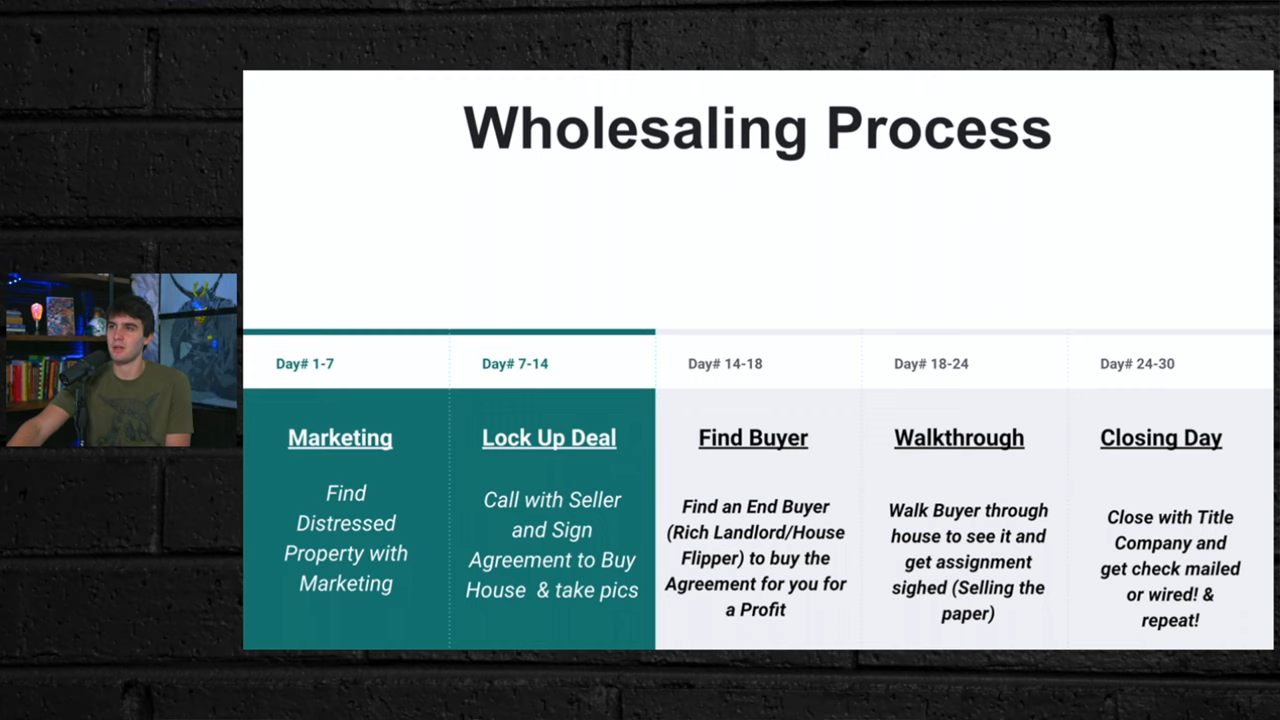 Wholesaling Process
Day# 1-7
Day# 7-14
Day# 14-18
Day# 18-24
Day# 24-30
Marketing
Find
Distressed
Property with
Marketing
Lock Up Deal
Call with Seller
and Sign
Agreement to Buy
House & take pics
Find Buyer
Find an End Buyer
(Rich Landlord/House
Flipper) to buy the
Agreement for you for
a Profit
Walkthrough
Walk Buyer through
house to see it and
get assignment
sighed (Selling the
paper)
Closing Day
Close with Title
Company and
get check mailed
or wired! &
repeat!